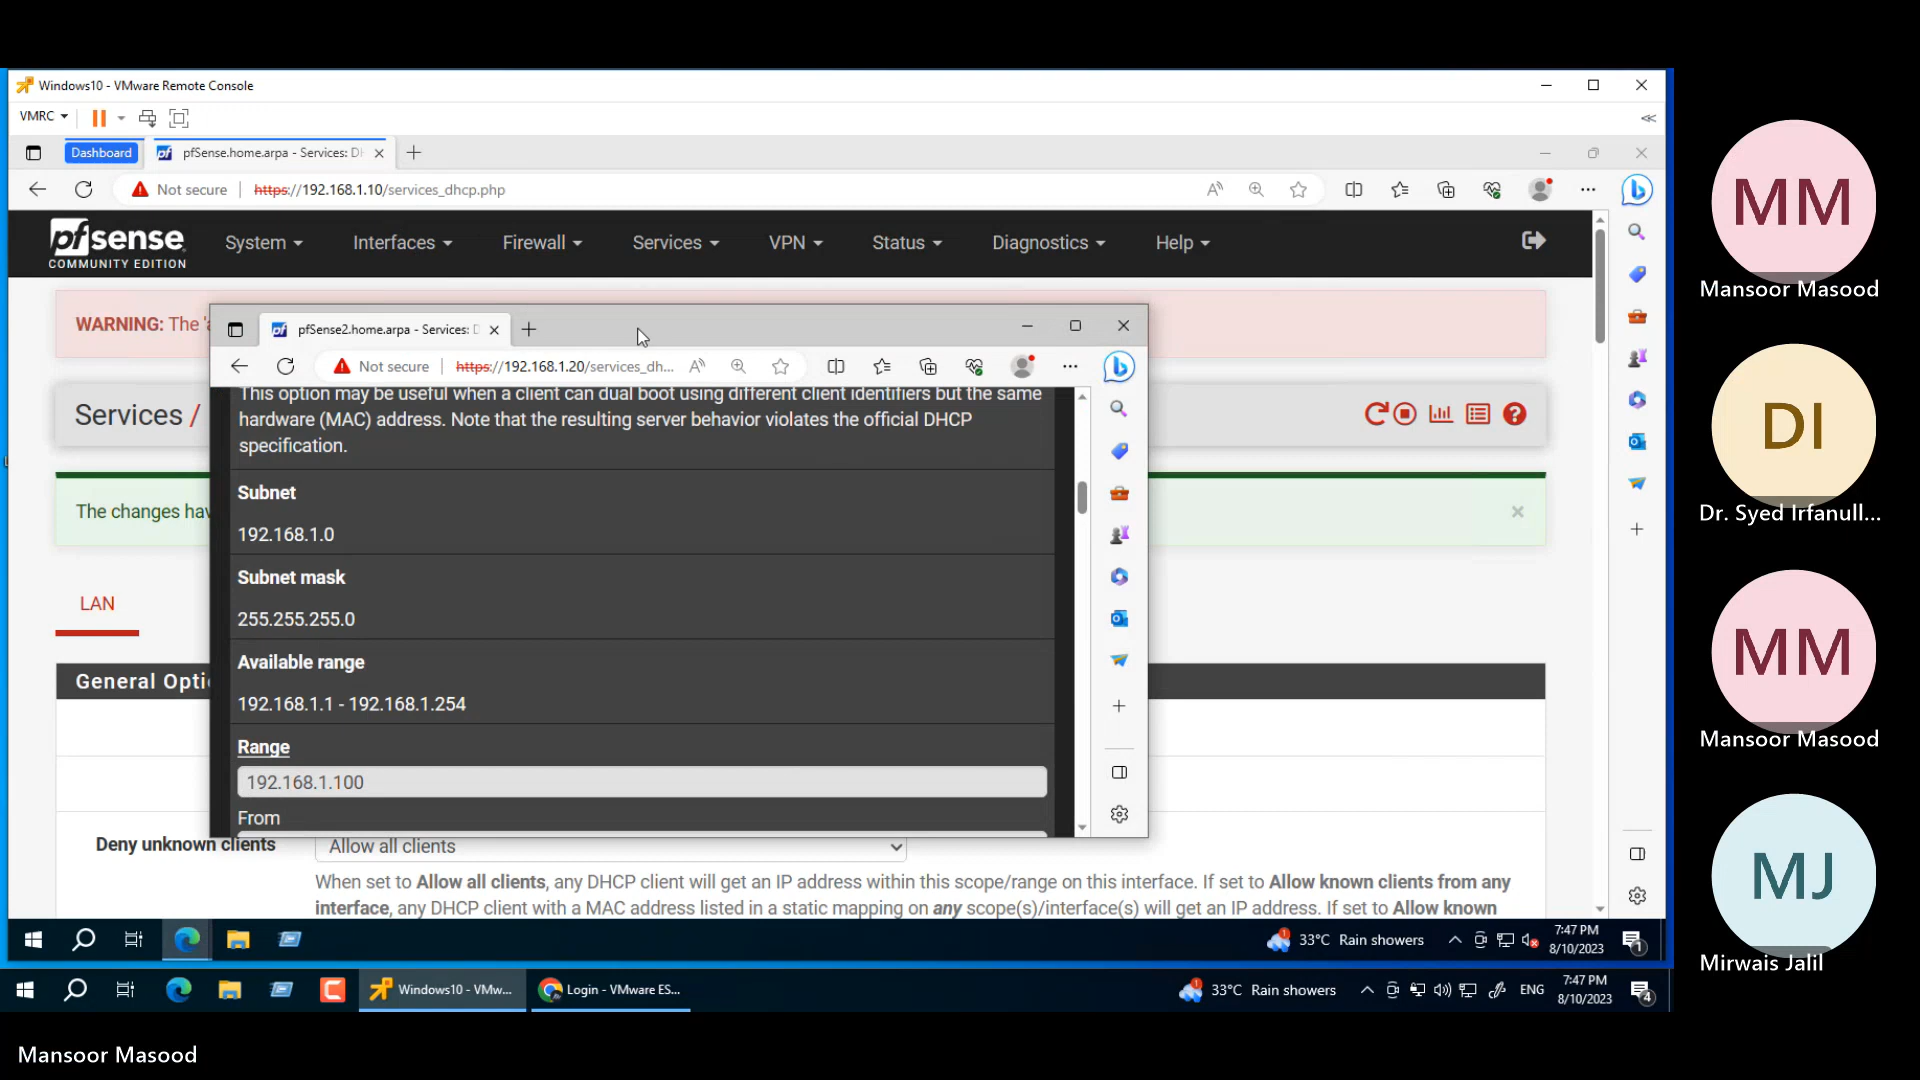 Windows10 - VMware Remote Console
VMRC
Dashboard
pfSense.home.arpa - Services: DH
Not secure
https://192.168.1.10/services_dhcp.php
pfsense
COMMUNITY EDITION
System
Interfaces
Firewall
Services
VPN
Status
Diagnostics
Help
WARNING: The 'a
Services /
The changes hav
LAN
General Optio
pfSense2.home.arpa - Services: D
Not secure
https://192.168.1.20/services_dh...
This option may be useful when a client can dual boot using different client identifiers but the same
hardware (MAC) address. Note that the resulting server behavior violates the official DHCP
specification.
Subnet
192.168.1.0
Subnet mask
255.255.255.0
Available range
192.168.1.1 - 192.168.1.254
Range
192.168.1.100
From
Deny unknown clients
Allow all clients
When set to Allow all clients, any DHCP client will get an IP address within this scope/range on this interface. If set to Allow known clients from any
interface, any DHCP client with a MAC address listed in a static mapping on any scope(s)/interface(s) will get an IP address. If set to Allow known
33°C Rain showers
7:47 PM
8/10/2023
1
Windows10 - VMw...
Login - VMware ES...
33°C Rain showers
ENG
7:47 PM
8/10/2023
4
MM
Mansoor Masood
DI
Dr. Syed Irfanull...
MM
Mansoor Masood
MJ
Mirwais Jalil
Mansoor Masood